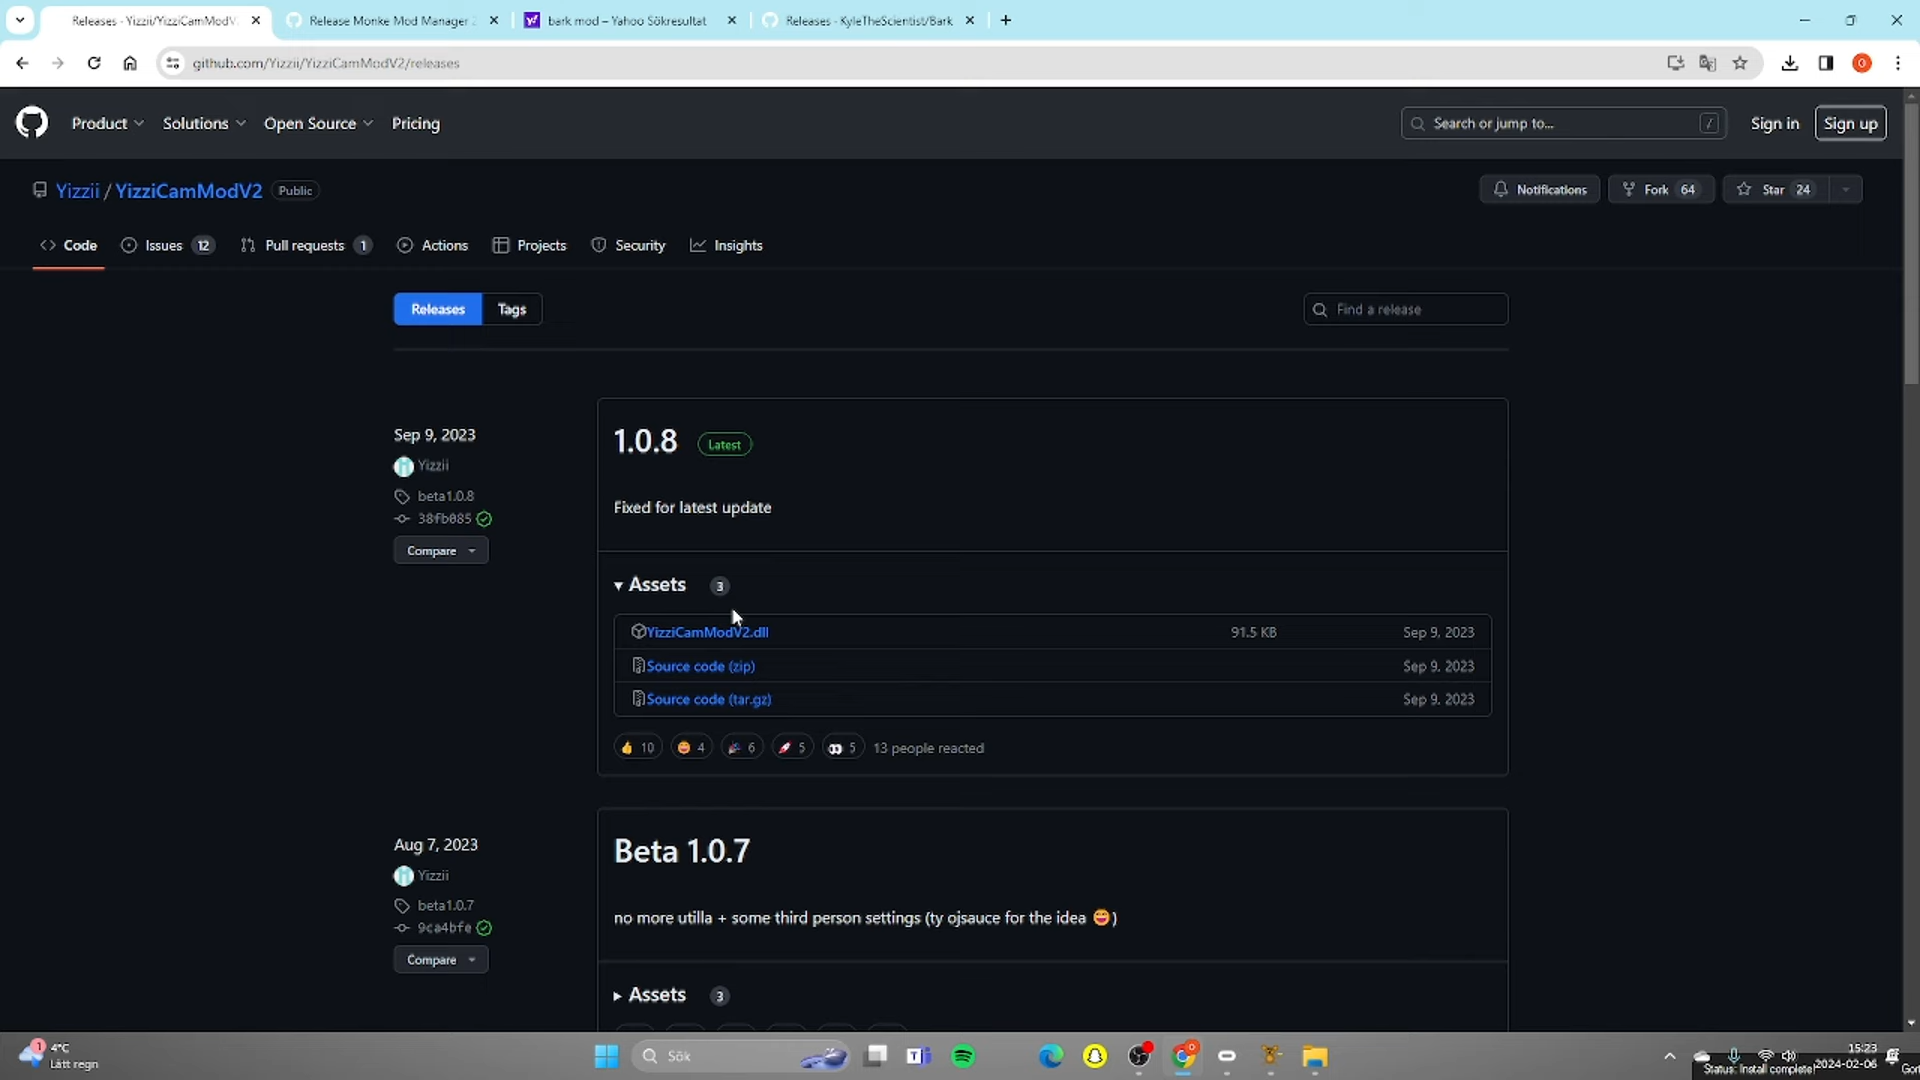 Releases · Yizzii/YizziCamModV
Release Monke Mod Manager
bark mod – Yahoo Sökresultat
Releases · KyleTheScientist/Bark
github.com/Yizzii/YizziCamModV2/releases
Product
Solutions
Open Source
Pricing
Search or jump to...
/
Sign in
Sign up
Yizzii / YizziCamModV2
Public
Notifications
Fork 64
Star 24
Code
Issues 12
Pull requests 1
Actions
Projects
Security
Insights
Releases
Tags
Find a release
Sep 9, 2023
Yizzii
beta1.0.8
38fb085
Compare
1.0.8
Latest
Fixed for latest update
Assets 3
YizziCamModV2.dll 91.5 KB Sep 9, 2023
Source code (zip) Sep 9, 2023
Source code (tar.gz) Sep 9, 2023
10
4
6
5
5
13 people reacted
Aug 7, 2023
Yizzii
beta1.0.7
9ca4bfe
Compare
Beta 1.0.7
no more utilla + some third person settings (ty ojsauce for the idea 😄)
Assets 3
1
4°C
Lätt regn
Sök
15:23
2024-02-06
Status: Install complete!